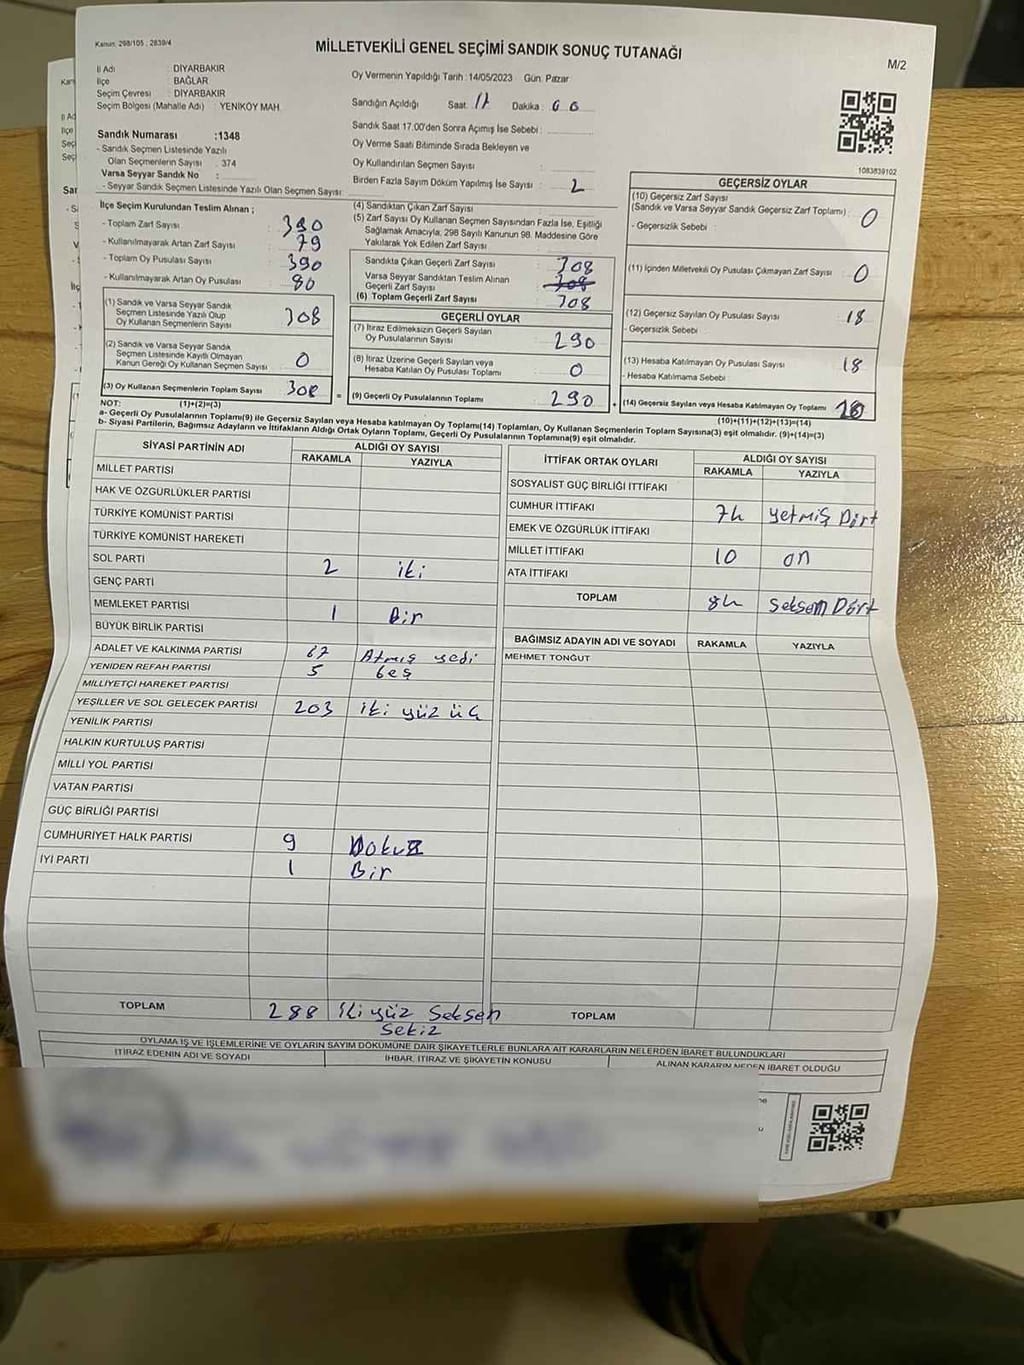 Kanun: 298/105 ; 2839/4
MİLLETVEKİLİ GENEL SEÇİMİ SANDIK SONUÇ TUTANAĞI
M/2
İl Adı : DİYARBAKIR
İlçe : BAĞLAR
Seçim Çevresi : DİYARBAKIR
Seçim Bölgesi (Mahalle Adı) : YENİKÖY MAH.
Sandık Numarası :1348
- Sandık Seçmen Listesinde Yazılı
Olan Seçmenlerin Sayısı : 374
Varsa Seyyar Sandık No :
- Seyyar Sandık Seçmen Listesinde Yazılı Olan Seçmen Sayısı:
Oy Vermenin Yapıldığı Tarih : 14/05/2023 Gün: Pazar
Sandığın Açıldığı Saat: 17 Dakika : 00
Sandık Saat 17.00'den Sonra Açımış İse Sebebi :
Oy Verme Saati Bitiminde Sırada Bekleyen ve
Oy Kullandırılan Seçmen Sayısı :
Birden Fazla Sayım Döküm Yapılmış İse Sayısı : 2
1083839102
İlçe Seçim Kurulundan Teslim Alınan ;
- Toplam Zarf Sayısı : 390
- Kullanılmayarak Artan Zarf Sayısı : 79
- Toplam Oy Pusulası Sayısı : 390
- Kullanılmayarak Artan Oy Pusulası : 80
(1) Sandık ve Varsa Seyyar Sandık
Seçmen Listesinde Yazılı Olup
Oy Kullanan Seçmenlerin Sayısı : 308
(2) Sandık ve Varsa Seyyar Sandık
Seçmen Listesinde Kayıtlı Olmayan
Kanun Gereği Oy Kullanan Seçmen Sayısı : 0
(3) Oy Kullanan Seçmenlerin Toplam Sayısı : 308
(4) Sandıktan Çıkan Zarf Sayısı :
(5) Zarf Sayısı Oy Kullanan Seçmen Sayısından Fazla İse, Eşitliği
Sağlamak Amacıyla, 298 Sayılı Kanunun 98. Maddesine Göre
Yakılarak Yok Edilen Zarf Sayısı :
Sandıkta Çıkan Geçerli Zarf Sayısı : 308
Varsa Seyyar Sandıktan Teslim Alınan
Geçerli Zarf Sayısı : 308
(6) Toplam Geçerli Zarf Sayısı : 308
GEÇERLİ OYLAR
(7) İtiraz Edilmeksizin Geçerli Sayılan
Oy Pusulalarının Sayısı : 290
(8) İtiraz Üzerine Geçerli Sayılan veya
Hesaba Katılan Oy Pusulası Toplamı : 0
(9) Geçerli Oy Pusulalarının Toplamı : 290
GEÇERSİZ OYLAR
(10) Geçersiz Zarf Sayısı
(Sandık ve Varsa Seyyar Sandık Geçersiz Zarf Toplamı) : 0
- Geçersizlik Sebebi :
(11) İçinden Milletvekili Oy Pusulası Çıkmayan Zarf Sayısı : 0
(12) Geçersiz Sayılan Oy Pusulası Sayısı : 18
- Geçersizlik Sebebi :
(13) Hesaba Katılmayan Oy Pusulası Sayısı : 18
- Hesaba Katılmama Sebebi :
(14) Geçersiz Sayılan veya Hesaba Katılmayan Oy Toplamı : 18
NOT: (1)+(2)=(3) (10)+(11)+(12)+(13)=(14)
a- Geçerli Oy Pusulalarının Toplamı(9) ile Geçersiz Sayılan veya Hesaba katılmayan Oy Toplamı(14) Toplamları, Oy Kullanan Seçmenlerin Toplam Sayısına(3) eşit olmalıdır. (9)+(14)=(3)
b- Siyasi Partilerin, Bağımsız Adayların ve İttifakların Aldığı Ortak Oyların Toplamı, Geçerli Oy Pusulalarının Toplamına(9) eşit olmalıdır.
SİYASİ PARTİNİN ADI ALDIĞI OY SAYISI
RAKAMLA YAZIYLA
MİLLET PARTİSİ
HAK VE ÖZGÜRLÜKLER PARTİSİ
TÜRKİYE KOMÜNİST PARTİSİ
TÜRKİYE KOMÜNİST HAREKETİ
SOL PARTİ 2 iki
GENÇ PARTİ
MEMLEKET PARTİSİ 1 Bir
BÜYÜK BİRLİK PARTİSİ
ADALET VE KALKINMA PARTİSİ 67 Atmış yedi
YENİDEN REFAH PARTİSİ 5 beş
MİLLİYETÇİ HAREKET PARTİSİ
YEŞİLLER VE SOL GELECEK PARTİSİ 203 iki yüz üç
YENİLİK PARTİSİ
HALKIN KURTULUŞ PARTİSİ
MİLLİ YOL PARTİSİ
VATAN PARTİSİ
GÜÇ BİRLİĞİ PARTİSİ
CUMHURİYET HALK PARTİSİ 9 Dokuz
İYİ PARTİ 1 Bir
TOPLAM 288 İki yüz Seksen
Sekiz
İTTİFAK ORTAK OYLARI ALDIĞI OY SAYISI
RAKAMLA YAZIYLA
SOSYALİST GÜÇ BİRLİĞİ İTTİFAKI
CUMHUR İTTİFAKI 74 Yetmiş Dört
EMEK VE ÖZGÜRLÜK İTTİFAKI
MİLLET İTTİFAKI 10 on
ATA İTTİFAKI
TOPLAM 84 Seksen Dört
BAĞIMSIZ ADAYIN ADI VE SOYADI RAKAMLA YAZIYLA
MEHMET TONĞUT
TOPLAM
OYLAMA İŞ VE İŞLEMLERİNE VE OYLARIN SAYIM DÖKÜMÜNE DAİR ŞİKAYETLERLE BUNLARA AİT KARARLARIN NELERDEN İBARET BULUNDUKLARI
İTİRAZ EDENİN ADI VE SOYADI İHBAR, İTİRAZ VE ŞİKAYETİN KONUSU ALINAN KARARIN NEDEN İBARET OLDUĞU